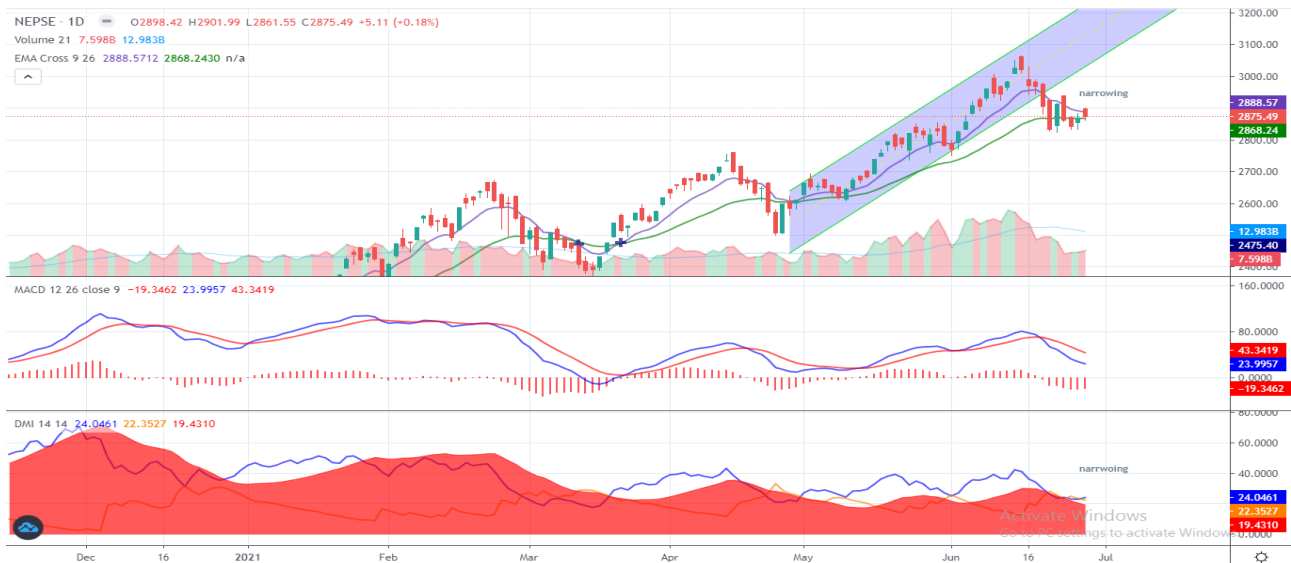 NEPSE · 1D O2898.42 H2901.99 L2861.55 C2875.49 +5.11 (+0.18%)
Volume 21 7.598B 12.983B
EMA Cross 9 26 2888.5712 2868.2430 n/a
3200.00
3100.00
3000.00
narrowing
2888.57
2875.49
2868.24
2800.00
2700.00
2600.00
12.983B
2475.40
7.598B
2400.00
MACD 12 26 close 9 −19.3462 23.9957 43.3419
160.0000
80.0000
43.3419
23.9957
0.0000
−19.3462
DMI 14 14 24.0461 22.3527 19.4310
80.0000
60.0000
narrwoing
40.0000
24.0461
22.3527
19.4310
0.0000
Activate Windows
Go to PC settings to activate Windows.
Dec 16 2021 Feb Mar Apr May Jun 16 Jul